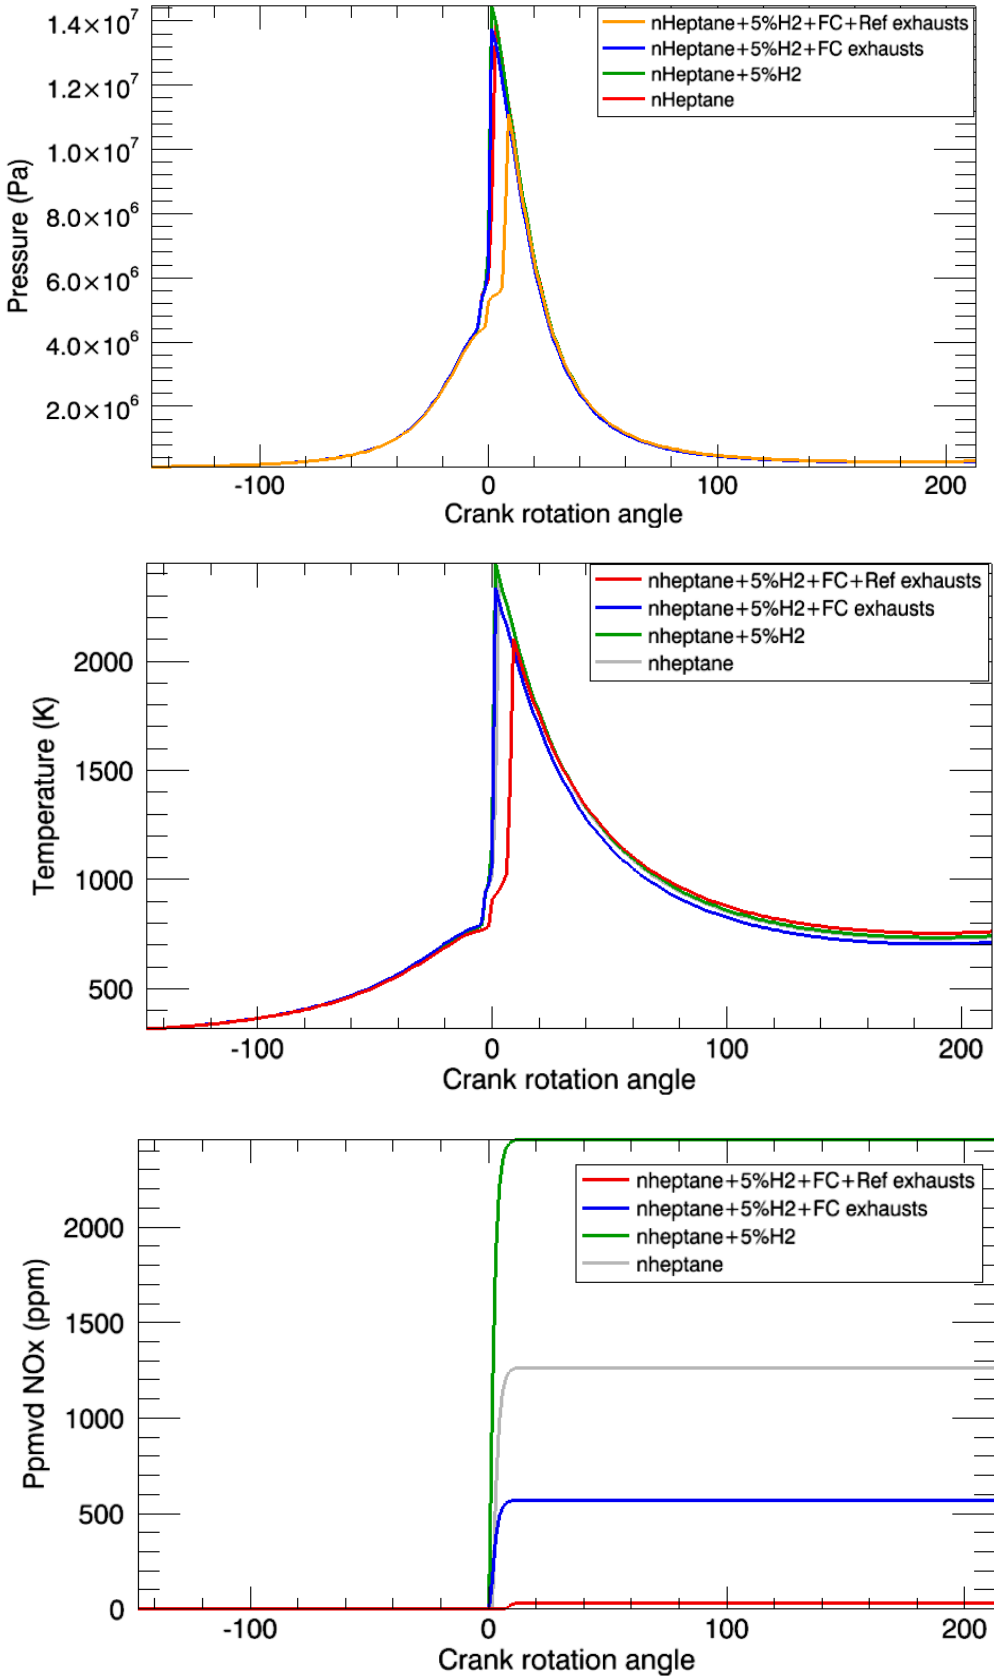 1.4×10⁷
1.2×10⁷
1.0×10⁷
8.0×10⁶
6.0×10⁶
4.0×10⁶
2.0×10⁶
Pressure (Pa)
nHeptane+5%H2+FC+Ref exhausts
nHeptane+5%H2+FC exhausts
nHeptane+5%H2
nHeptane
-100 0 100 200
Crank rotation angle
2000
1500
1000
500
Temperature (K)
nheptane+5%H2+FC+Ref exhausts
nheptane+5%H2+FC exhausts
nheptane+5%H2
nheptane
-100 0 100 200
Crank rotation angle
2000
1500
1000
500
0
Ppmvd NOx (ppm)
nheptane+5%H2+FC+Ref exhausts
nheptane+5%H2+FC exhausts
nheptane+5%H2
nheptane
-100 0 100 200
Crank rotation angle